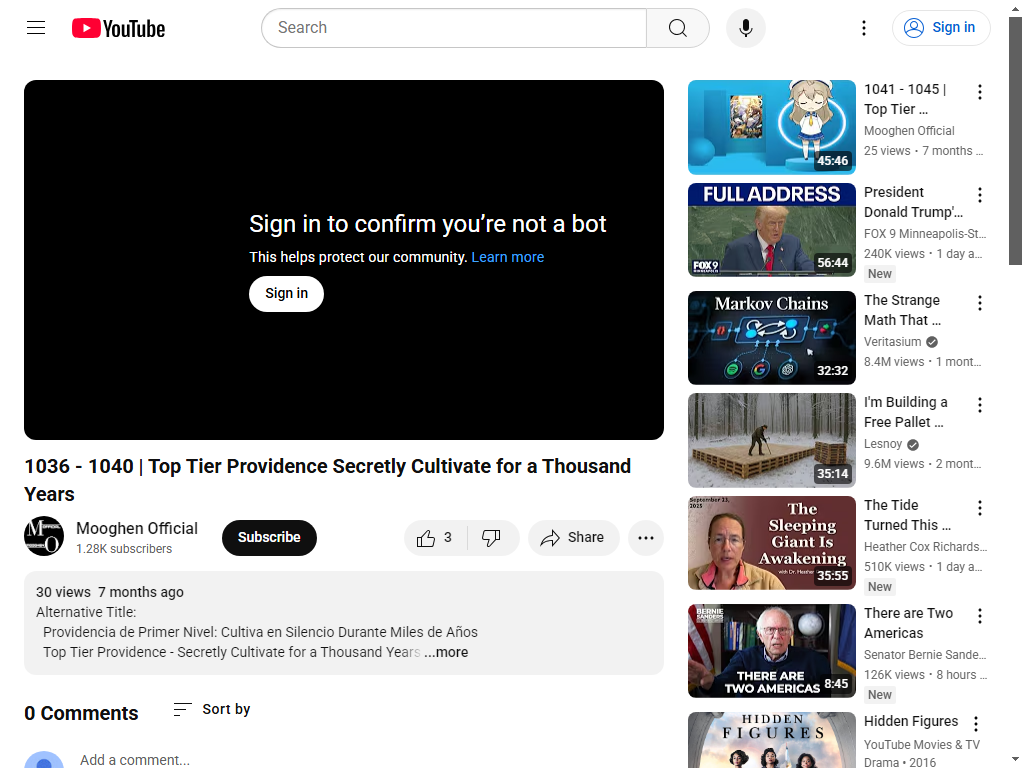 YouTube
Search
Sign in
Sign in to confirm you’re not a bot
This helps protect our community. Learn more
Sign in
1036 - 1040 | Top Tier Providence Secretly Cultivate for a Thousand
Years
Mooghen Official
1.28K subscribers
Subscribe
3
Share
30 views 7 months ago
Alternative Title:
Providencia de Primer Nivel: Cultiva en Silencio Durante Miles de Años
Top Tier Providence - Secretly Cultivate for a Thousand Years ...more
0 Comments
Sort by
Add a comment...
45:46
1041 - 1045 |
Top Tier ...
Mooghen Official
25 views • 7 months ...
FULL ADDRESS
FOX 9
56:44
President
Donald Trump'...
FOX 9 Minneapolis-St...
240K views • 1 day a...
New
Markov Chains
32:32
The Strange
Math That ...
Veritasium
8.4M views • 1 mont...
35:14
I'm Building a
Free Pallet ...
Lesnoy
9.6M views • 2 mont...
September 23,
2025
The
Sleeping
Giant Is
Awakening
35:55
The Tide
Turned This ...
Heather Cox Richards...
510K views • 1 day a...
New
BERNIE
SANDERS
THERE ARE
TWO AMERICAS
8:45
There are Two
Americas
Senator Bernie Sande...
126K views • 8 hours ...
New
HIDDEN
FIGURES
Hidden Figures
YouTube Movies & TV
Drama • 2016